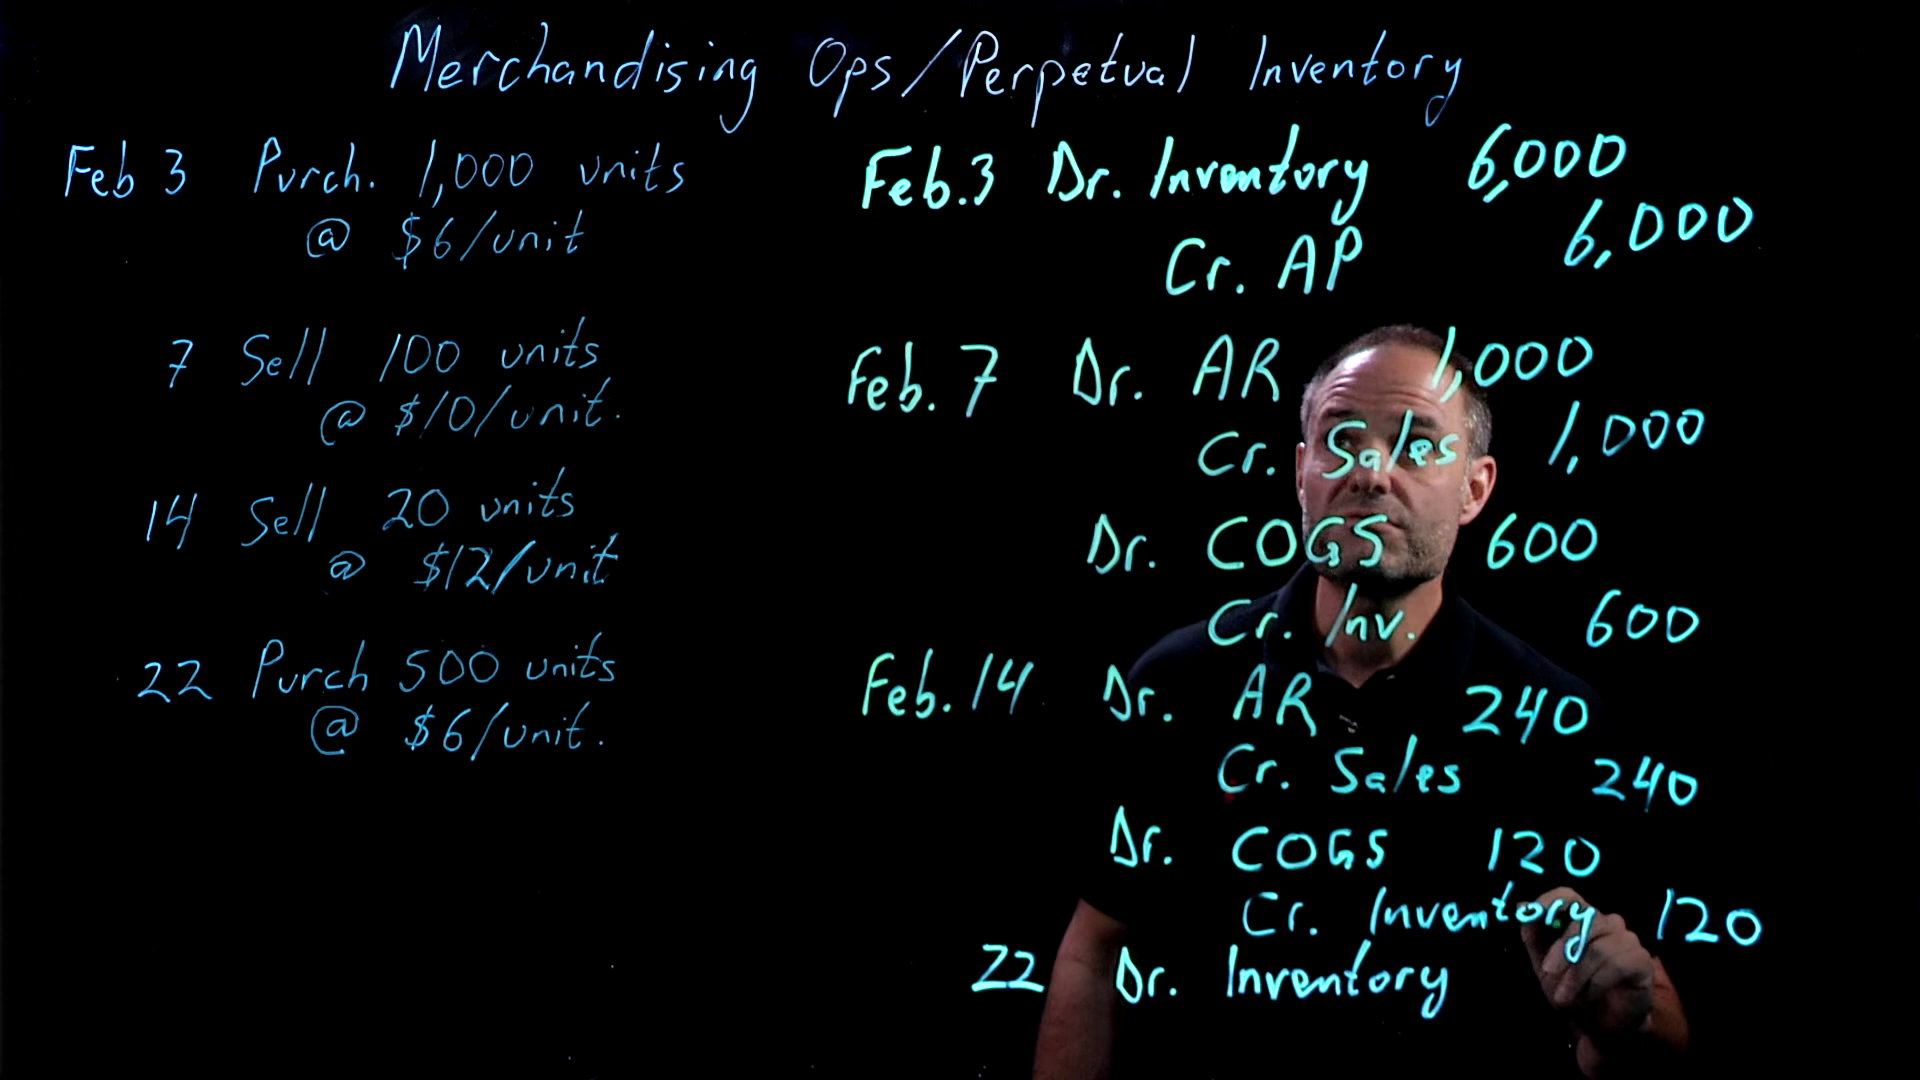 Merchandising Ops/Perpetual Inventory
Feb 3 Purch. 1,000 units
@ $6/unit
7 Sell 100 units
@ $10/unit.
14 Sell 20 units
@ $12/unit
22 Purch 500 units
@ $6/unit.
Feb.3 Dr. Inventory 6,000
Cr. AP 6,000
Feb. 7 Dr. AR 1,000
Cr. Sales 1,000
Dr. COGS 600
Cr. Inv. 600
Feb. 14 Dr. AR 240
Cr. Sales 240
Dr. COGS 120
Cr. Inventory 120
22 Dr. Inventory